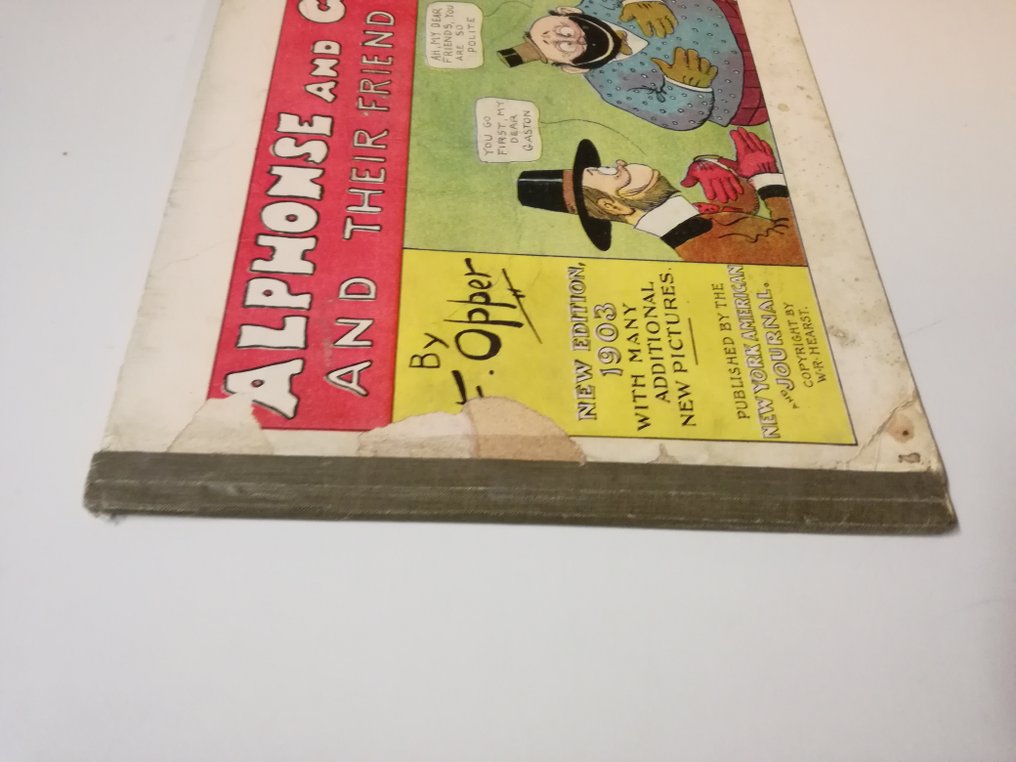 ALPHONSE AND G
AND THEIR FRIEND
AH, MY DEAR
FRIENDS, YOU
ARE SO
POLITE
YOU GO
FIRST, MY
DEAR
GASTON
BY
F. Opper
NEW EDITION,
1903
WITH MANY
ADDITIONAL
NEW PICTURES.
PUBLISHED BY THE
NEW YORK AMERICAN
AND JOURNAL.
COPYRIGHT BY
W·R·HEARST.